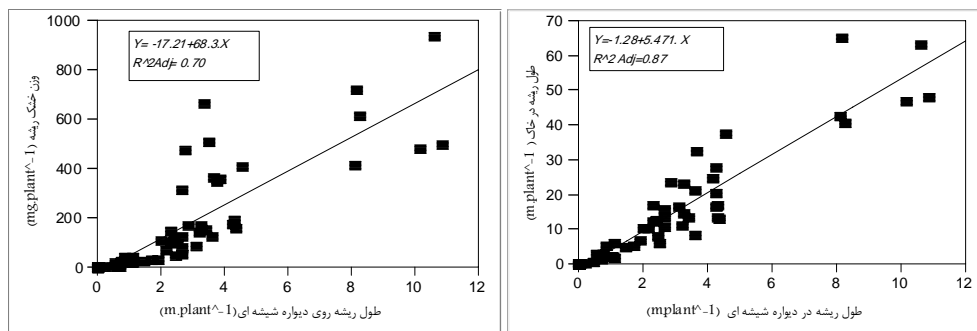 Y= -17.21+68.3.X
R^2Adj= 0.70
وزن خشک ریشه (mg.plant^-1)
1000
800
600
400
200
0
0 2 4 6 8 10 12
طول ریشه روی دیواره شیشه ای (m.plant^-1)
Y=-1.28+5.471. X
R^2 Adj=0.87
طول ریشه در خاک (m.plant^-1)
70
60
50
40
30
20
10
0
0 2 4 6 8 10 12
طول ریشه در دیواره شیشه ای (mplant^-1)